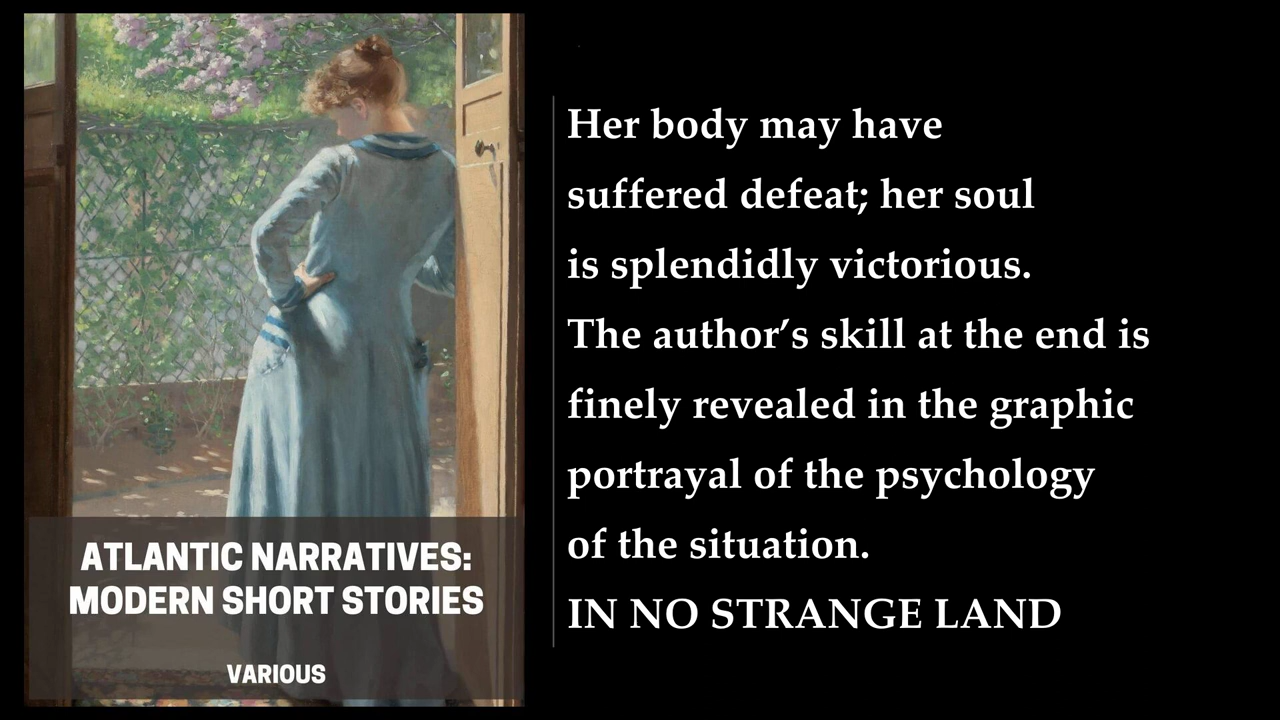 ATLANTIC NARRATIVES:
MODERN SHORT STORIES
VARIOUS
Her body may have
suffered defeat; her soul
is splendidly victorious.
The author’s skill at the end is
finely revealed in the graphic
portrayal of the psychology
of the situation.
IN NO STRANGE LAND